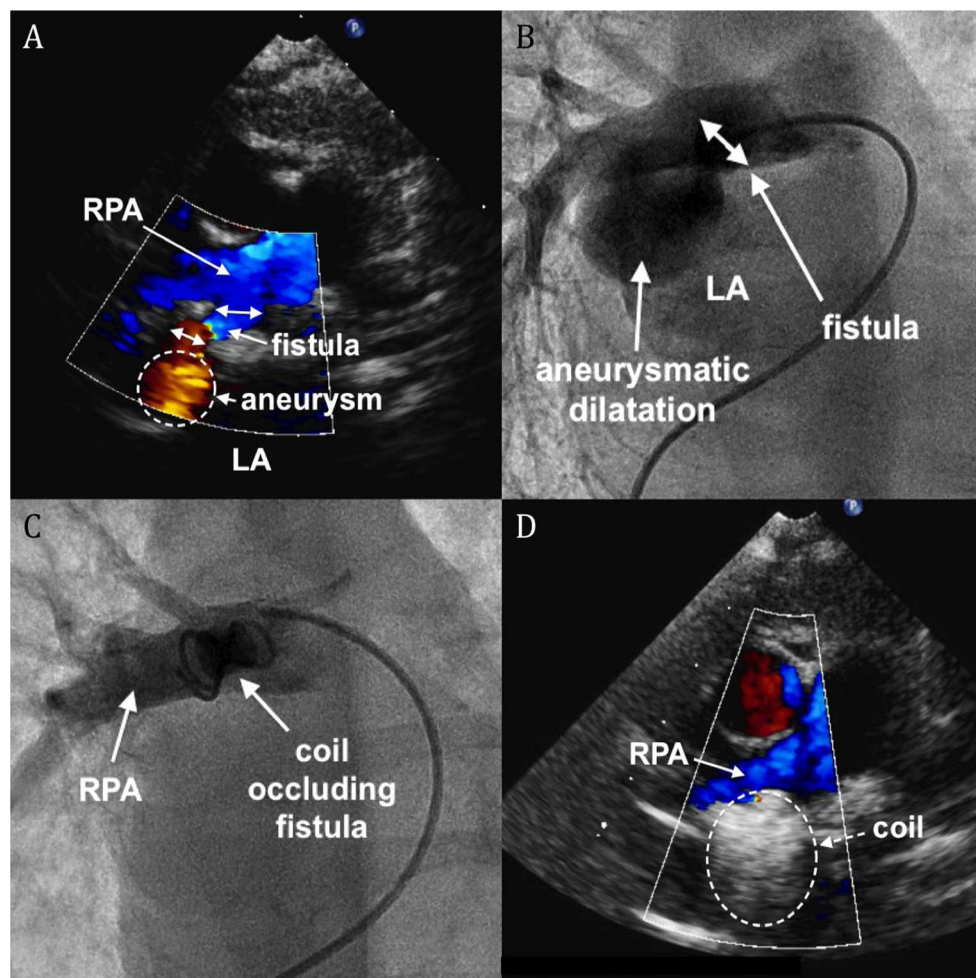 A
P
RPA
fistula
aneurysm
LA
B
LA
fistula
aneurysmatic
dilatation
C
RPA
coil
occluding
fistula
D
P
RPA
coil